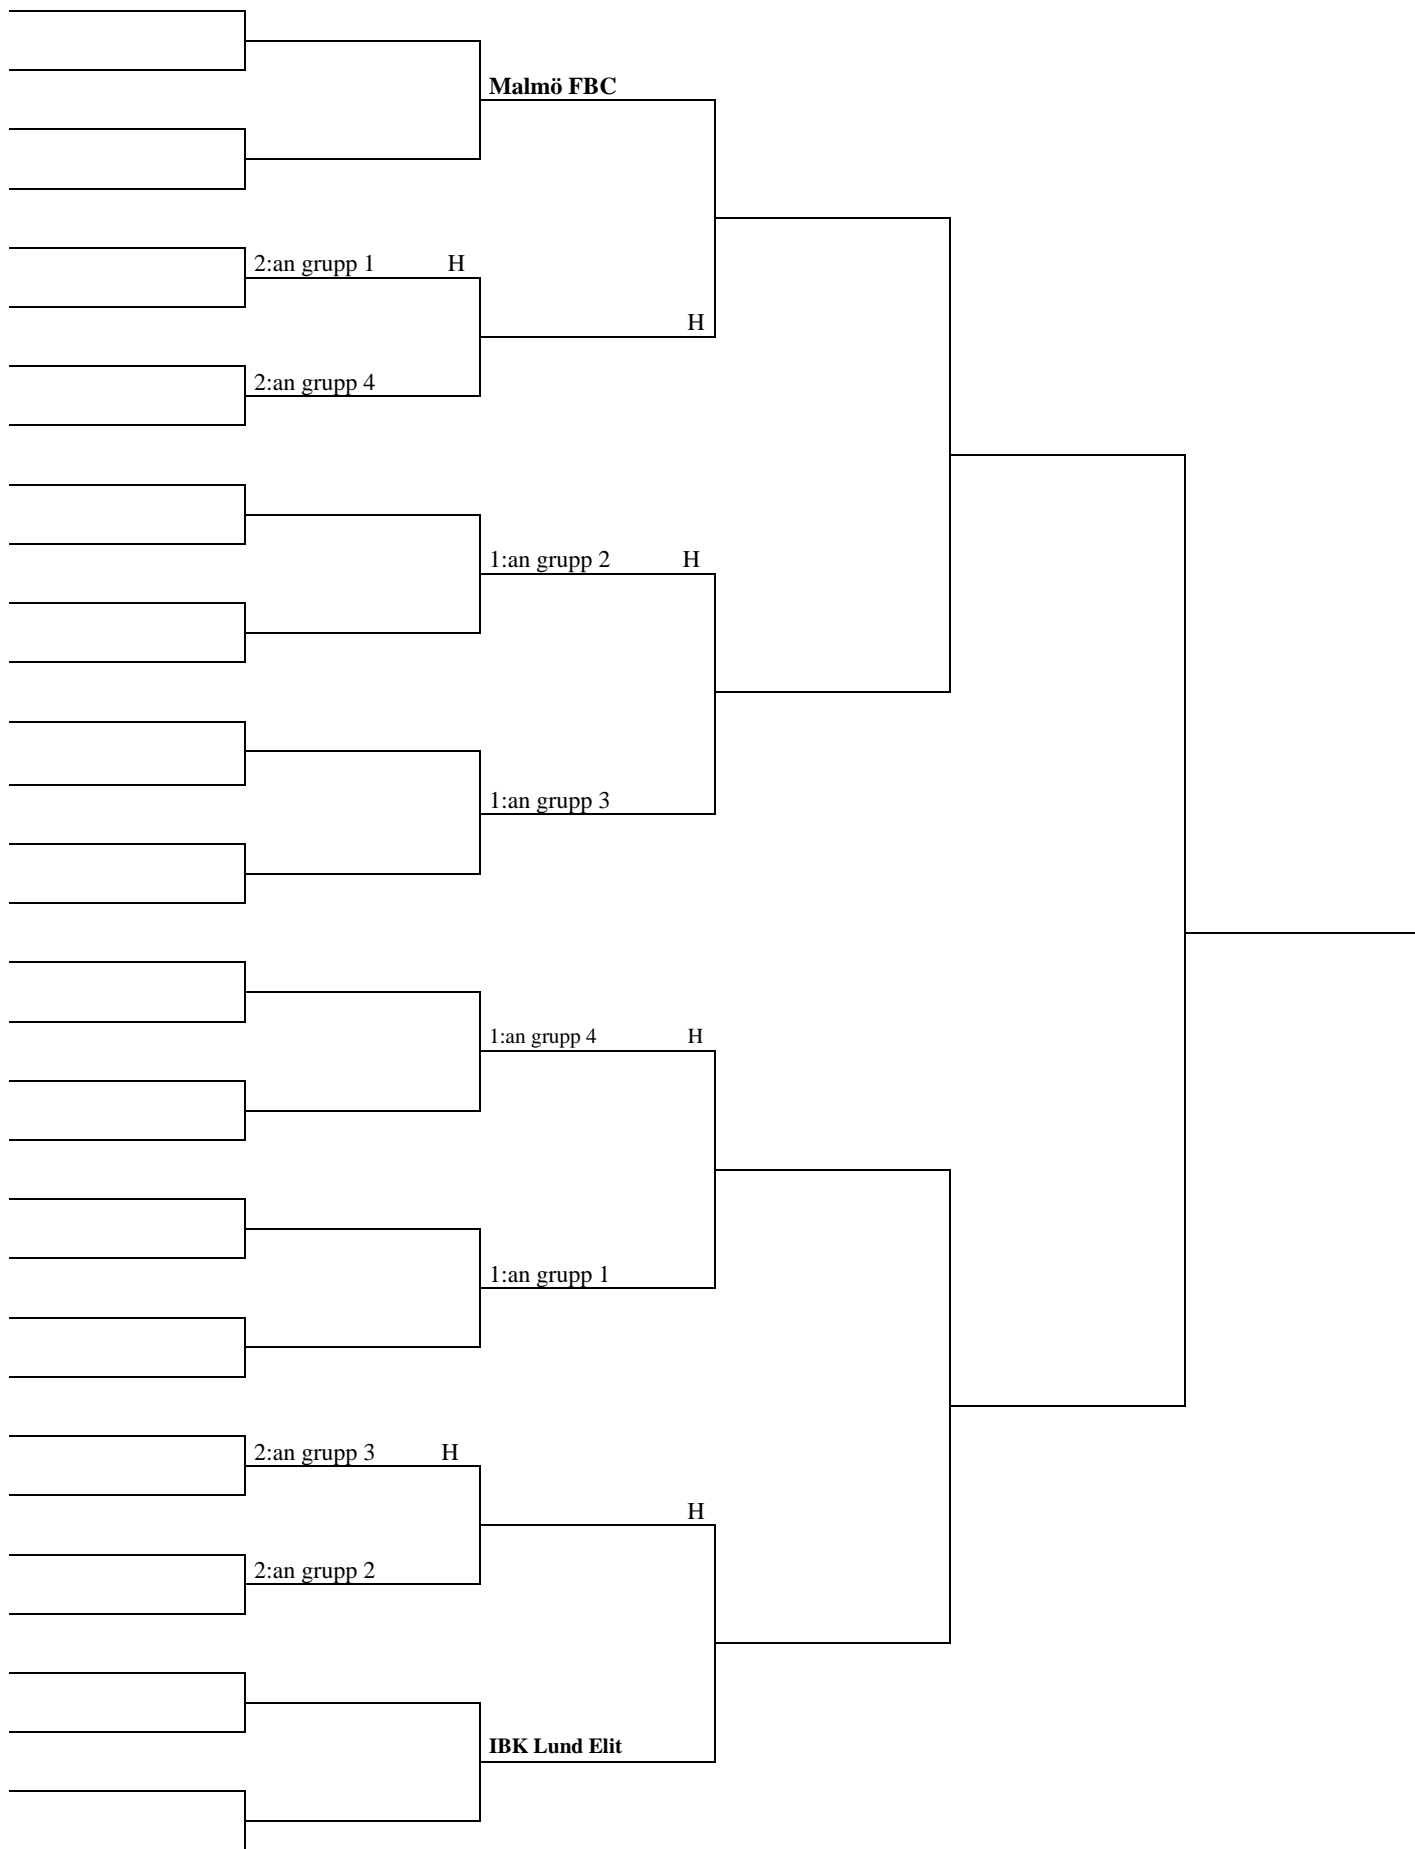 Malmö FBC
2:an grupp 1 H
H
2:an grupp 4
1:an grupp 2 H
1:an grupp 3
1:an grupp 4 H
1:an grupp 1
2:an grupp 3 H
H
2:an grupp 2
IBK Lund Elit